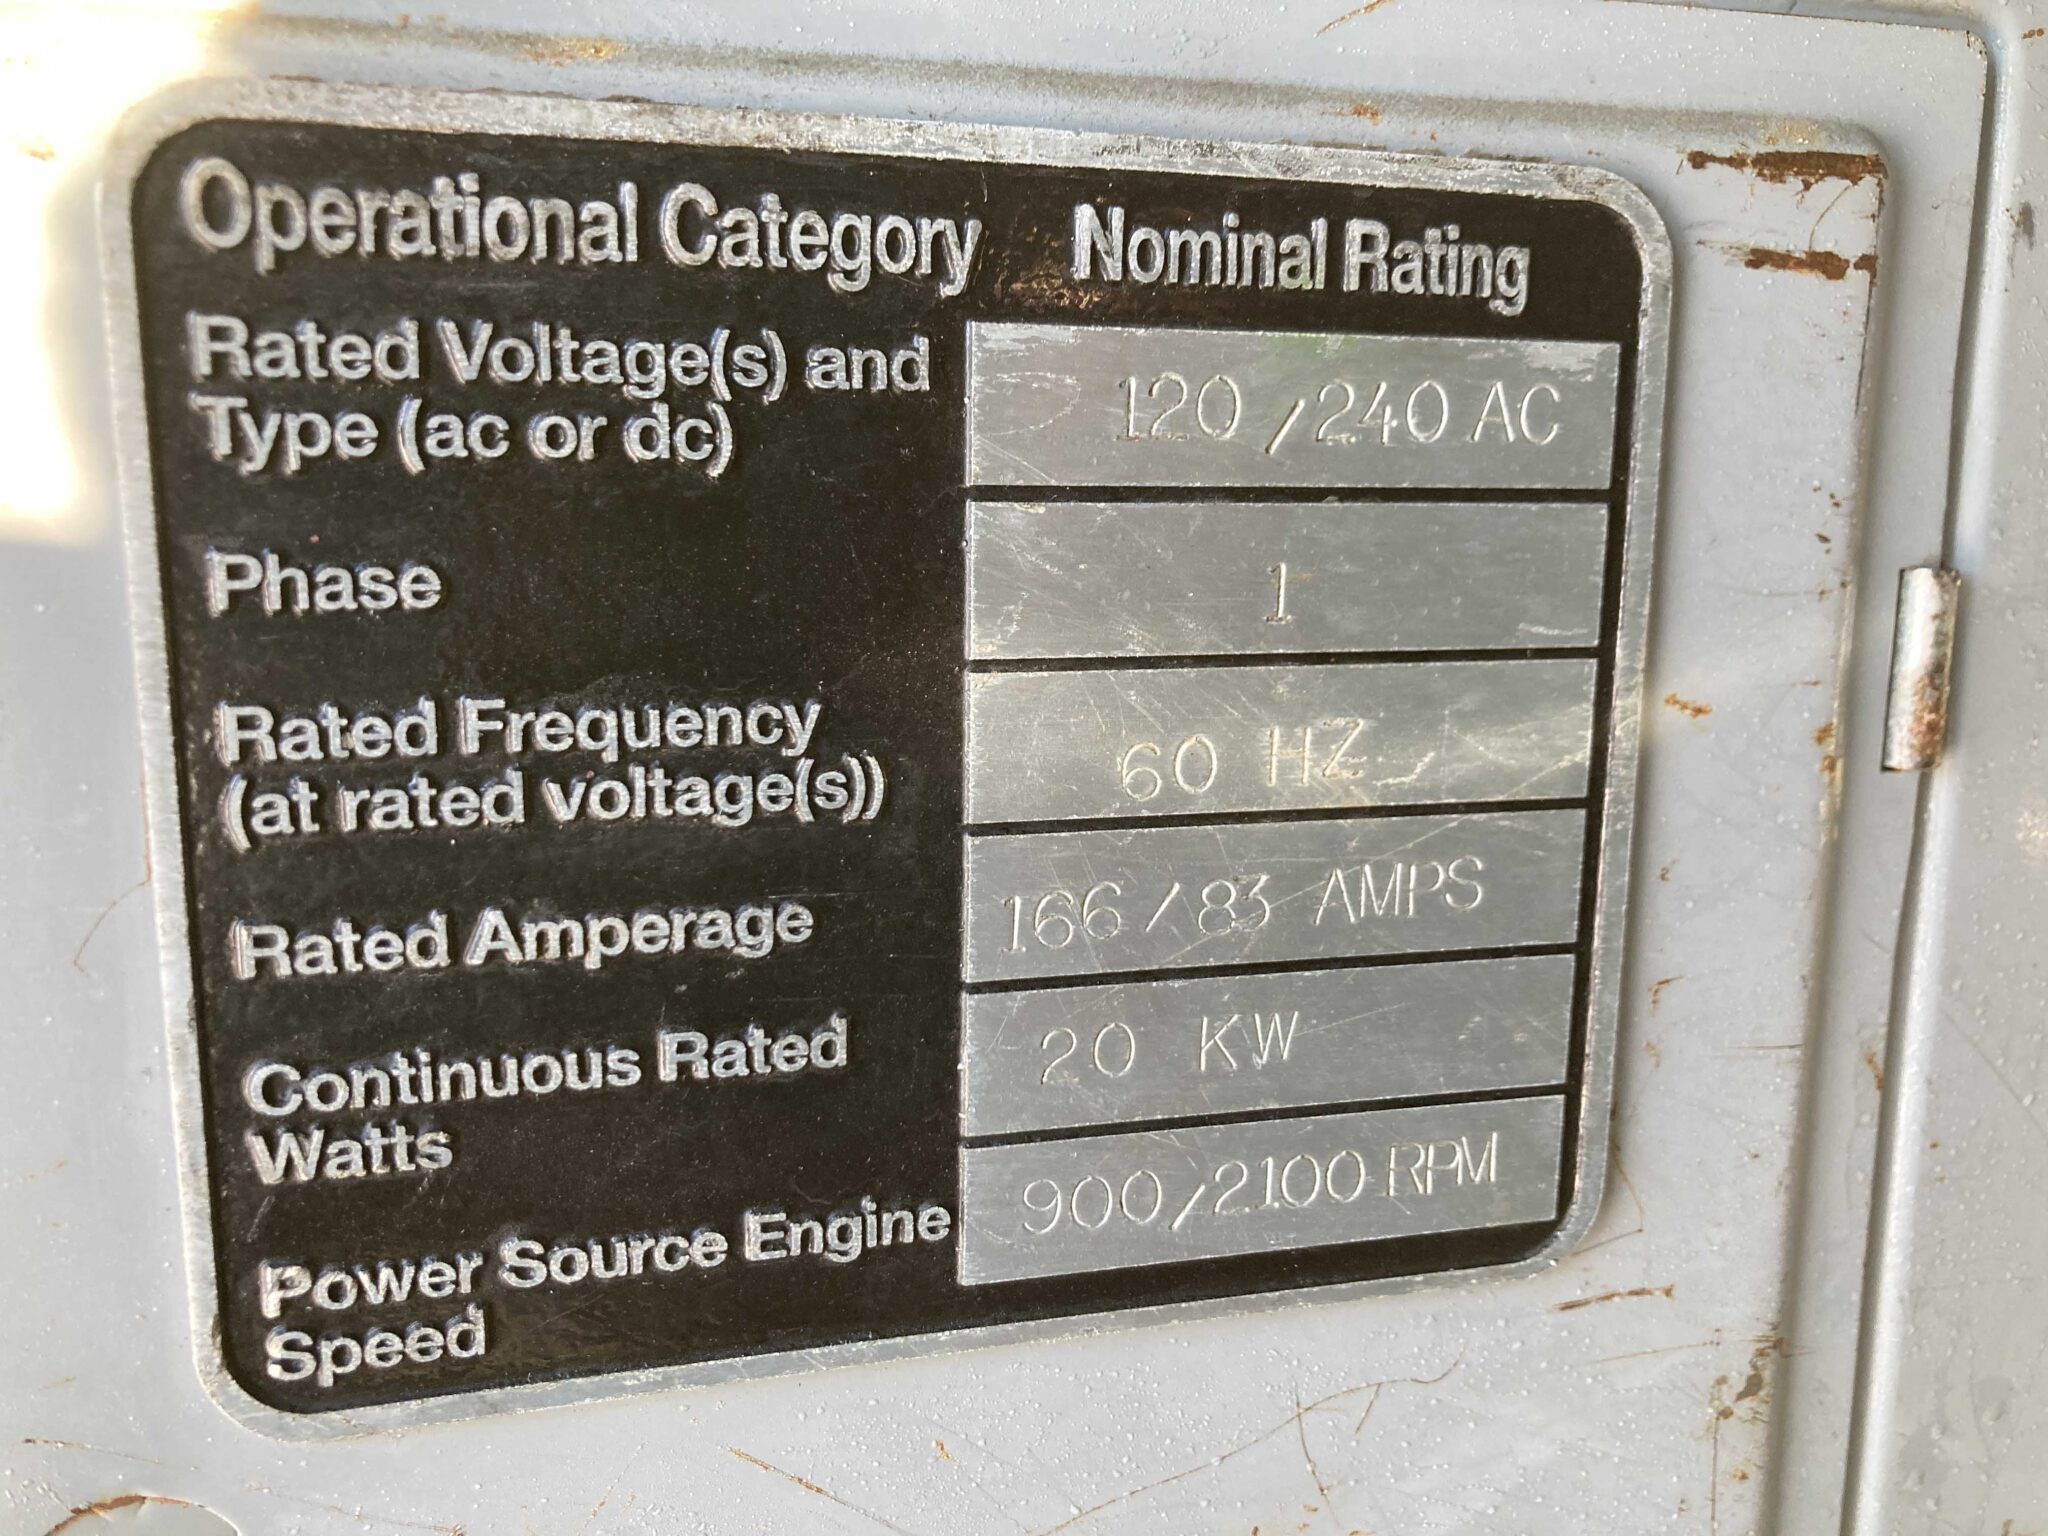 Operational Category Nominal Rating
Rated Voltage(s) and
Type (ac or dc)
120/240 AC
Phase
1
Rated Frequency
(at rated voltage(s))
60 HZ
Rated Amperage
166/83 AMPS
Continuous Rated
Watts
20 KW
Power Source Engine
Speed
900/2100 RPM